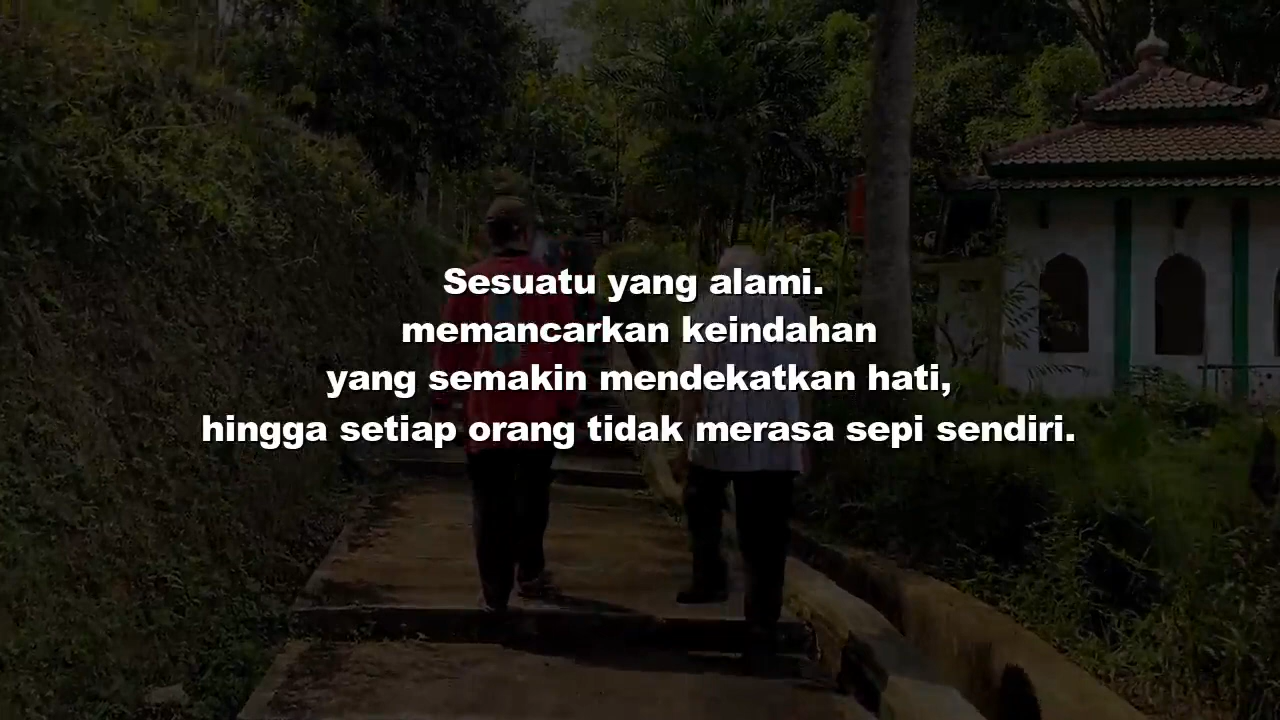 Sesuatu yang alami.
memancarkan keindahan
yang semakin mendekatkan hati,
hingga setiap orang tidak merasa sepi sendiri.